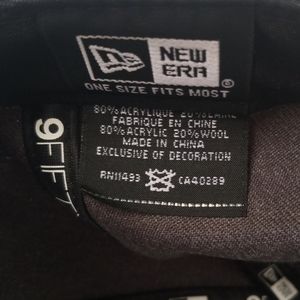 NEW
ERA
ONE SIZE FITS MOST
80% ACRYLIQUE 20% LAINE
FABRIQUE EN CHINE
80% ACRYLIC 20% WOOL
MADE IN CHINA
EXCLUSIVE OF DECORATION
RN11493 CA40289
9FIFTY